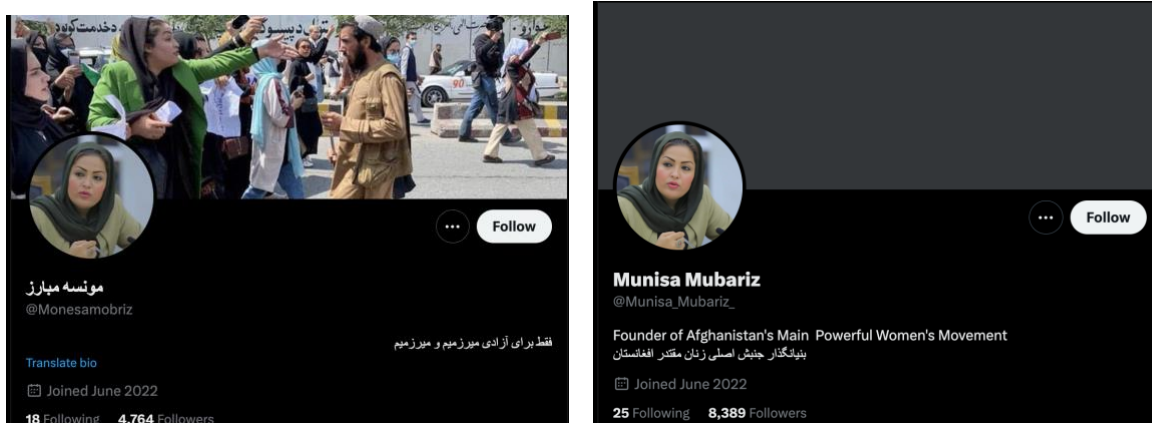 90
...
Follow
مونسه مبارز
@Monesamobriz
فقط برای آزادی میرزمیم و میرزمیم
Translate bio
Joined June 2022
18 Following 4,764 Followers
...
Follow
Munisa Mubariz
@Munisa_Mubariz_
Founder of Afghanistan's Main Powerful Women's Movement
بنیانگذار جنبش اصلی زنان مقتدر افغانستان
Joined June 2022
25 Following 8,389 Followers